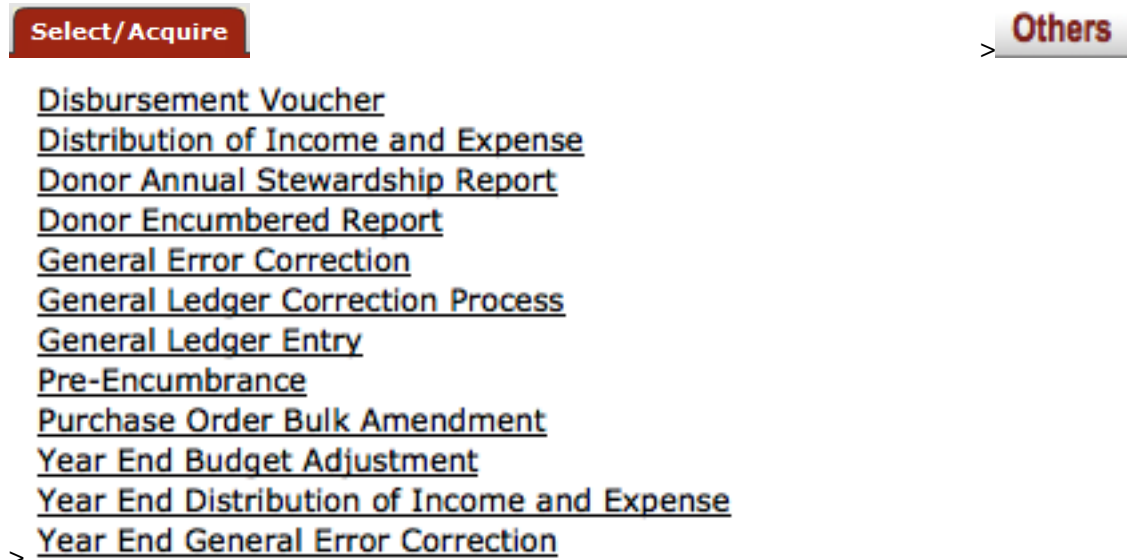 Select/Acquire
>Others
Disbursement Voucher
Distribution of Income and Expense
Donor Annual Stewardship Report
Donor Encumbered Report
General Error Correction
General Ledger Correction Process
General Ledger Entry
Pre-Encumbrance
Purchase Order Bulk Amendment
Year End Budget Adjustment
Year End Distribution of Income and Expense
>Year End General Error Correction